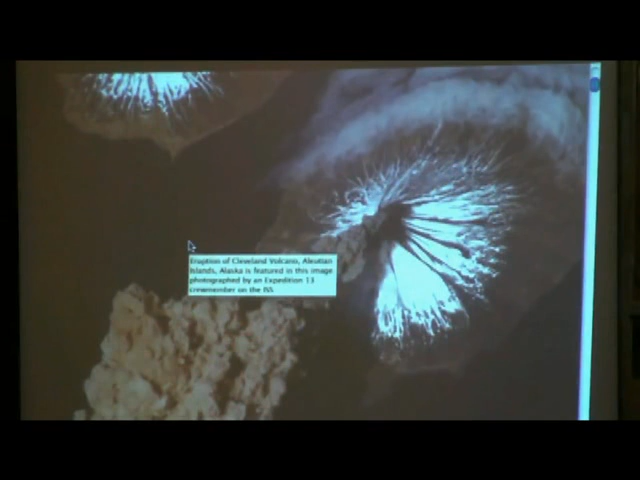 Eruption of Cleveland Volcano, Aleutian
Islands, Alaska is featured in this image
photographed by an Expedition 13
crewmember on the ISS